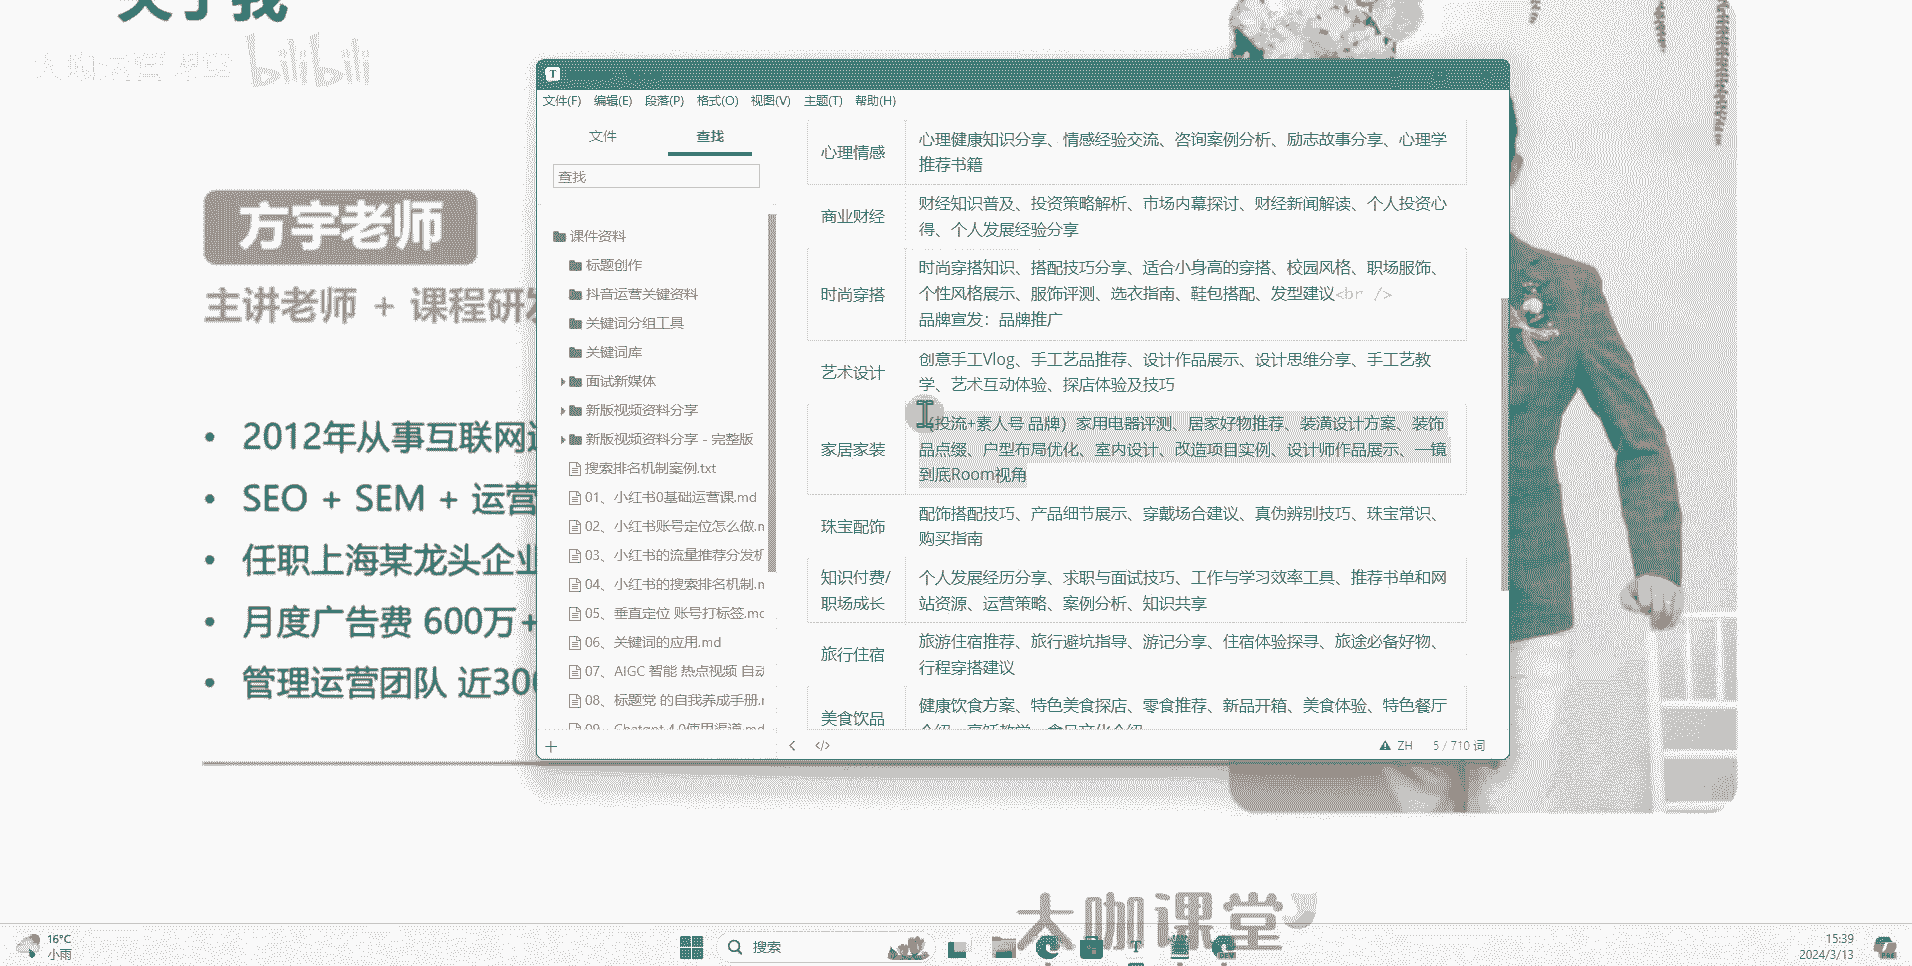 关于我
bilibili
方宇老师
主讲老师 + 课程研发
2012年从事互联网
SEO + SEM + 运营
任职上海某龙头企业
月度广告费 600万+
管理运营团队 近30
T
文件(F) 编辑(E) 段落(P) 格式(O) 视图(V) 主题(T) 帮助(H)
文件 查找
查找
课件资料
标题创作
抖音运营关键资料
关键词分组工具
关键词库
面试新媒体
新版视频资料分享
新版视频资料分享 - 完整版
搜索排名机制案例.txt
01、小红书0基础运营课.md
02、小红书账号定位怎么做.m
03、小红书的流量推荐分发机
04、小红书的搜索排名机制.m
05、垂直定位 账号打标签.mc
06、关键词的应用.md
07、AIGC 智能 热点视频 自动
08、标题党 的自我养成手册.m
09、Chatgpt 4.0使用渠道.md
心理情感
心理健康知识分享、情感经验交流、咨询案例分析、励志故事分享、心理学
推荐书籍
商业财经
财经知识普及、投资策略解析、市场内幕探讨、财经新闻解读、个人投资心
得、个人发展经验分享
时尚穿搭
时尚穿搭知识、搭配技巧分享、适合小身高的穿搭、校园风格、职场服饰、
个性风格展示、服饰评测、选衣指南、鞋包搭配、发型建议<br />
品牌宣发：品牌推广
艺术设计
创意手工Vlog、手工艺品推荐、设计作品展示、设计思维分享、手工艺教
学、艺术互动体验、探店体验及技巧
家居家装
（投流+素人号 品牌）家用电器评测、居家好物推荐、装潢设计方案、装饰
品点缀、户型布局优化、室内设计、改造项目实例、设计师作品展示、一镜
到底Room视角
珠宝配饰
配饰搭配技巧、产品细节展示、穿戴场合建议、真伪辨别技巧、珠宝常识、
购买指南
知识付费/
职场成长
个人发展经历分享、求职与面试技巧、工作与学习效率工具、推荐书单和网
站资源、运营策略、案例分析、知识共享
旅行住宿
旅游住宿推荐、旅行避坑指导、游记分享、住宿体验探寻、旅途必备好物、
行程穿搭建议
美食饮品
健康饮食方案、特色美食探店、零食推荐、新品开箱、美食体验、特色餐厅
介绍、烹饪教学、食品文化介绍
</> ZH 5 / 710 词
大咖课堂
16°C
小雨
搜索
15:39
2024/3/13